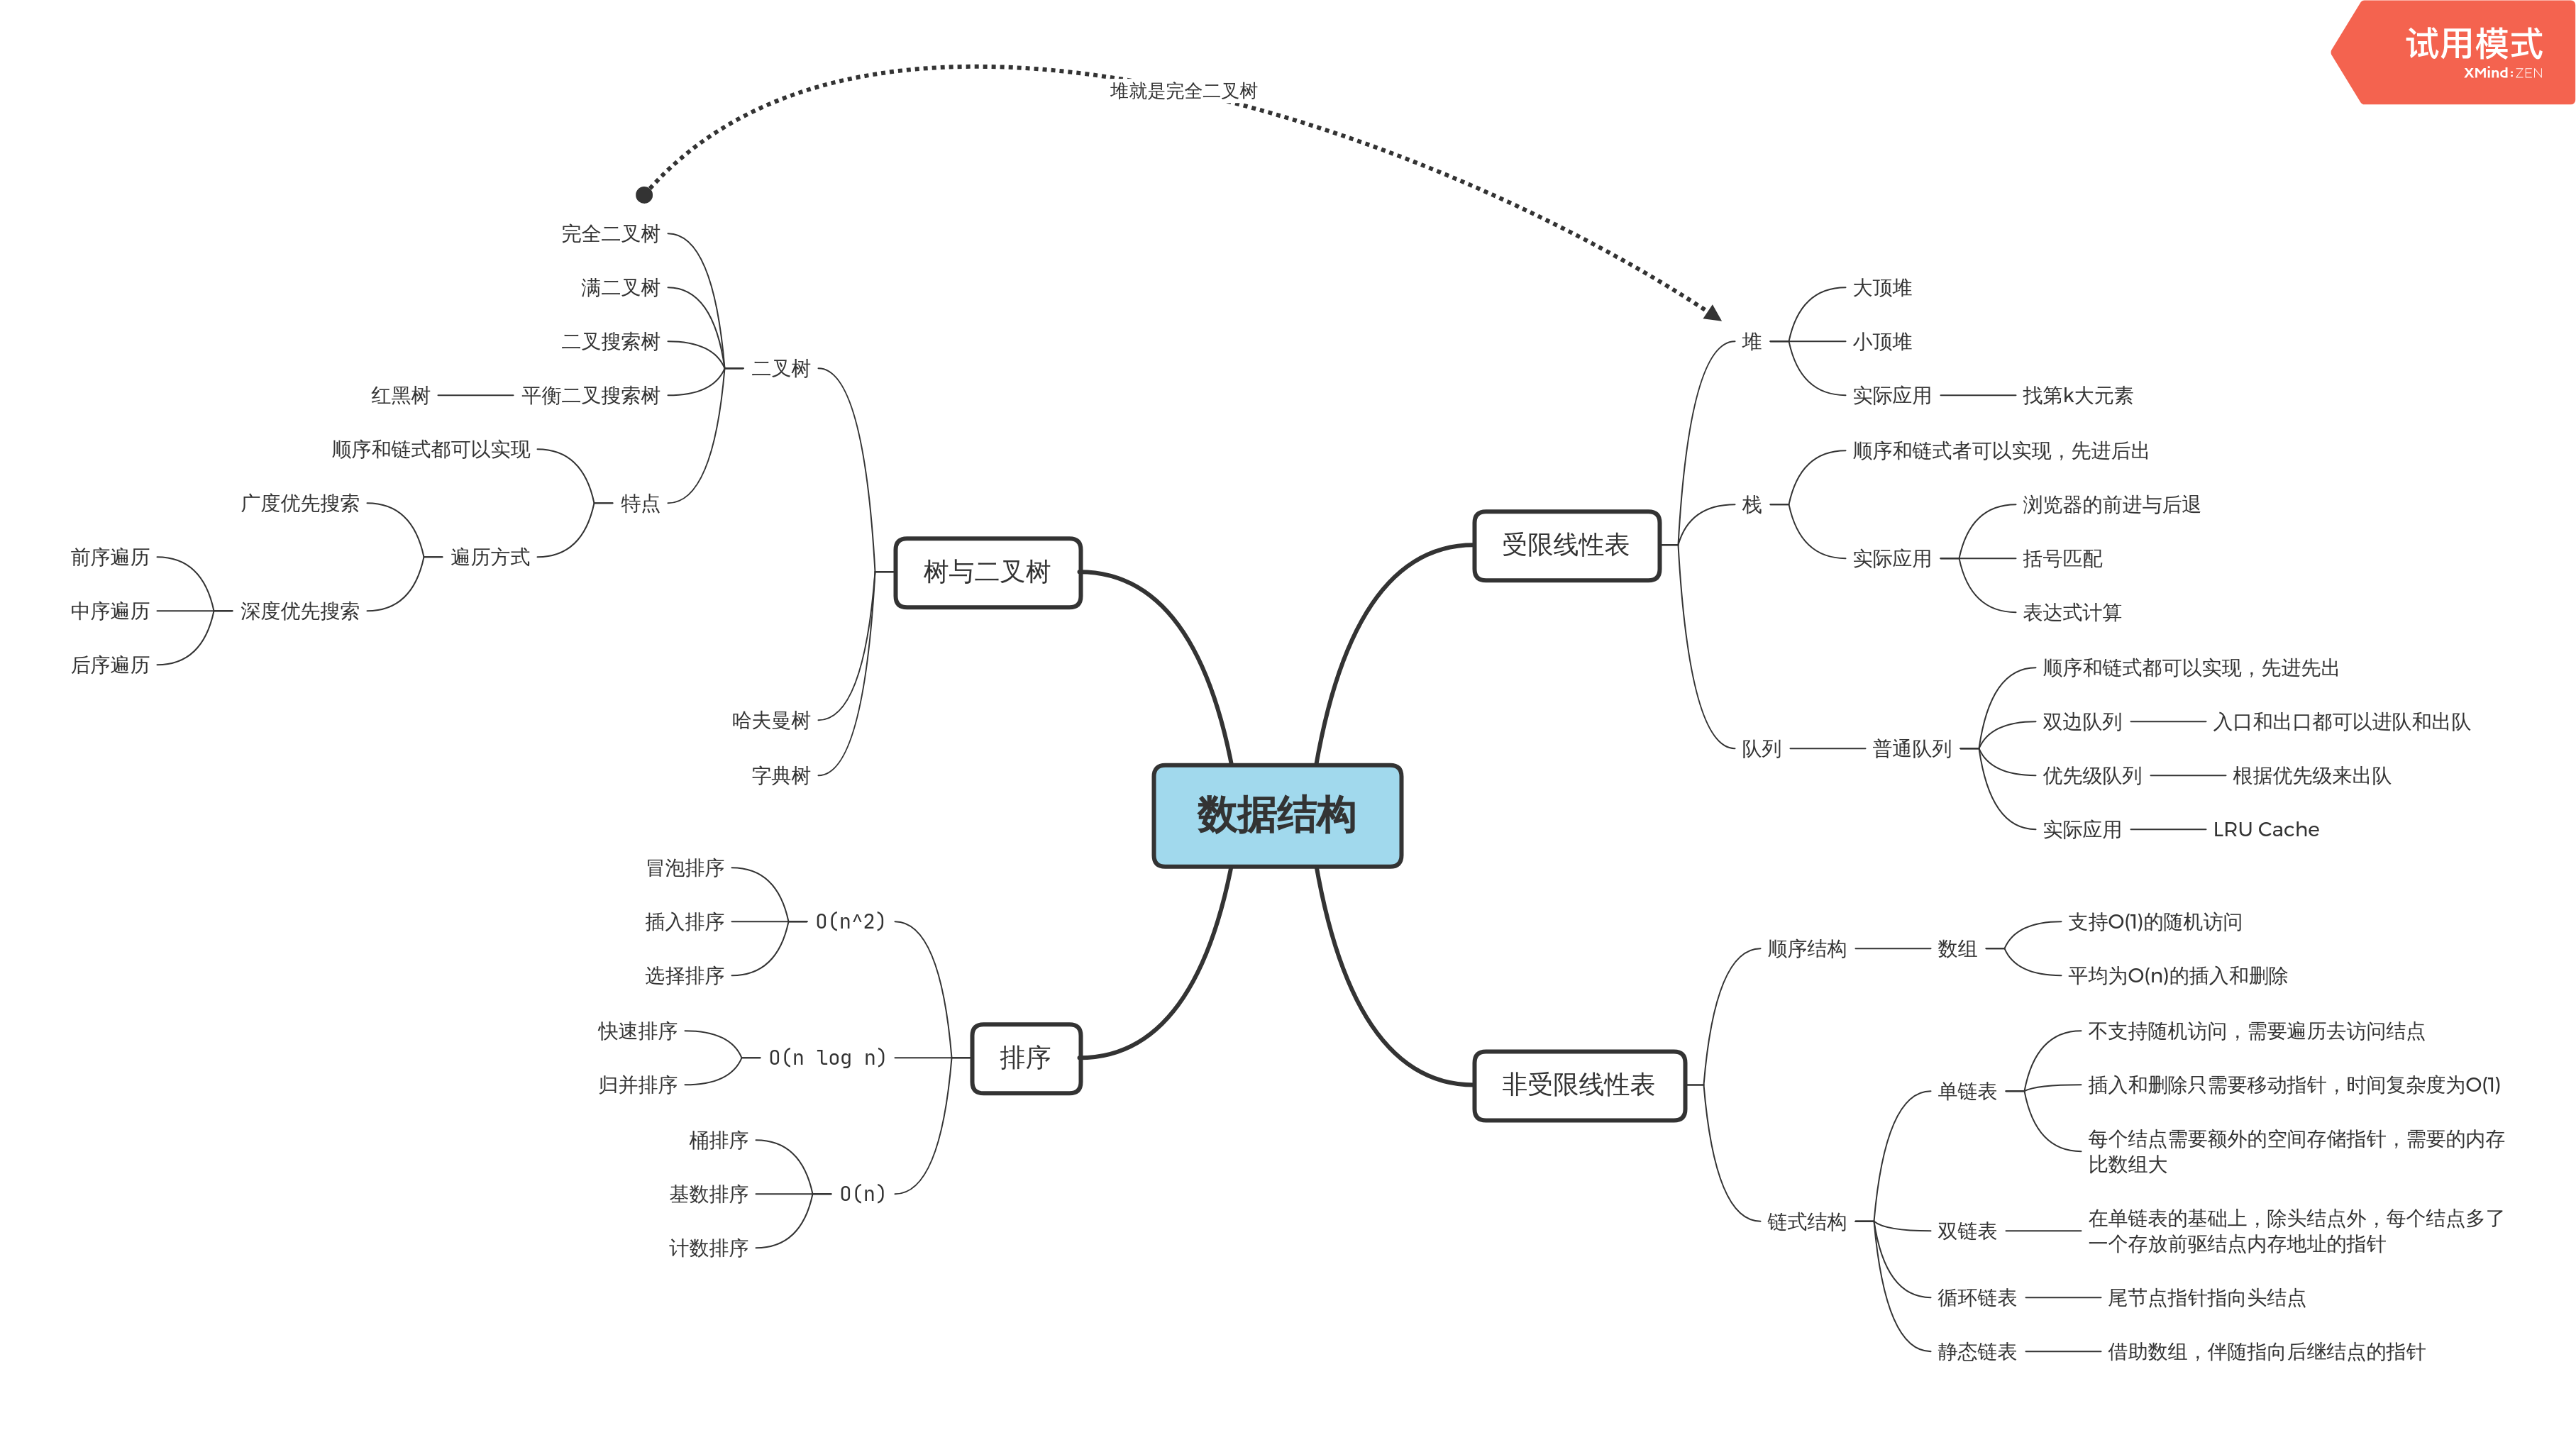 试用模式
XMind:ZEN
堆就是完全二叉树
数据结构
受限线性表
堆
大顶堆
小顶堆
实际应用
找第k大元素
栈
顺序和链式者可以实现，先进后出
实际应用
浏览器的前进与后退
括号匹配
表达式计算
队列
普通队列
顺序和链式都可以实现，先进先出
双边队列
入口和出口都可以进队和出队
优先级队列
根据优先级来出队
实际应用
LRU Cache
非受限线性表
顺序结构
数组
支持O(1)的随机访问
平均为O(n)的插入和删除
链式结构
单链表
不支持随机访问，需要遍历去访问结点
插入和删除只需要移动指针，时间复杂度为O(1)
每个结点需要额外的空间存储指针，需要的内存
比数组大
双链表
在单链表的基础上，除头结点外，每个结点多了
一个存放前驱结点内存地址的指针
循环链表
尾节点指针指向头结点
静态链表
借助数组，伴随指向后继结点的指针
树与二叉树
二叉树
完全二叉树
满二叉树
二叉搜索树
平衡二叉搜索树
红黑树
特点
顺序和链式都可以实现
遍历方式
广度优先搜索
深度优先搜索
前序遍历
中序遍历
后序遍历
哈夫曼树
字典树
排序
O(n^2)
冒泡排序
插入排序
选择排序
O(n log n)
快速排序
归并排序
O(n)
桶排序
基数排序
计数排序